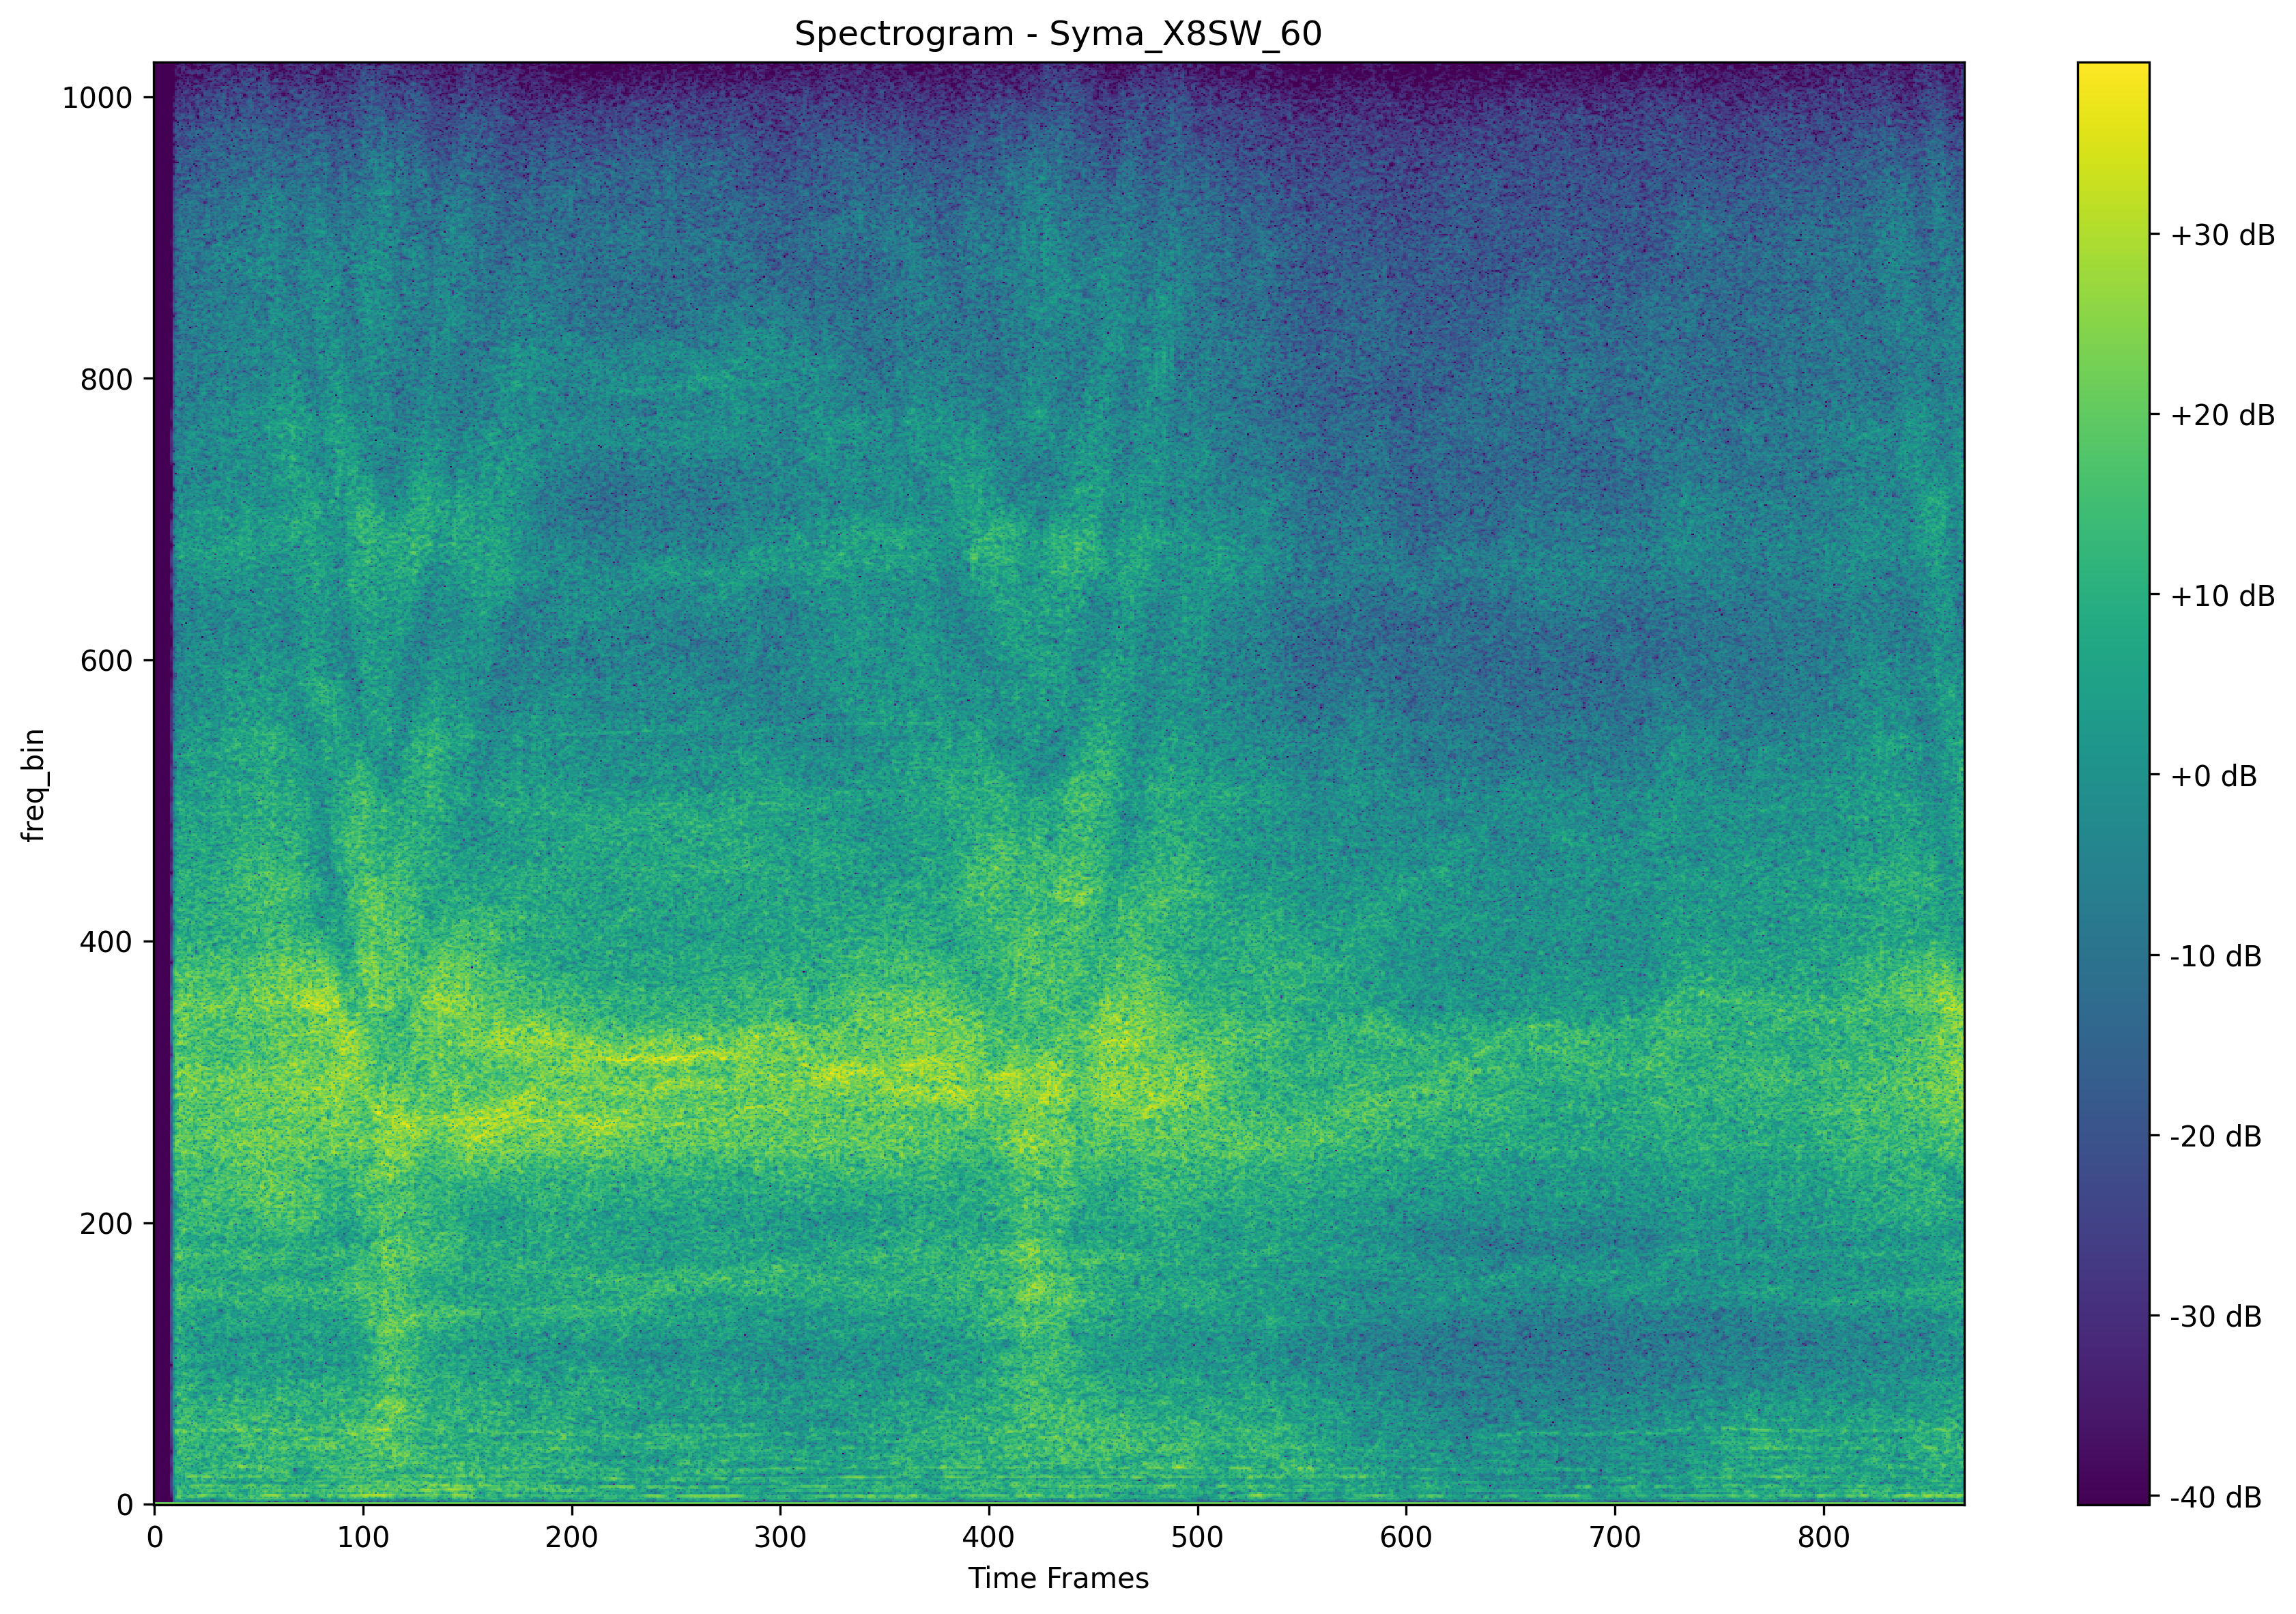 Spectrogram - Syma_X8SW_60
freq_bin
1000
800
600
400
200
0
0 100 200 300 400 500 600 700 800
Time Frames
+30 dB
+20 dB
+10 dB
+0 dB
-10 dB
-20 dB
-30 dB
-40 dB